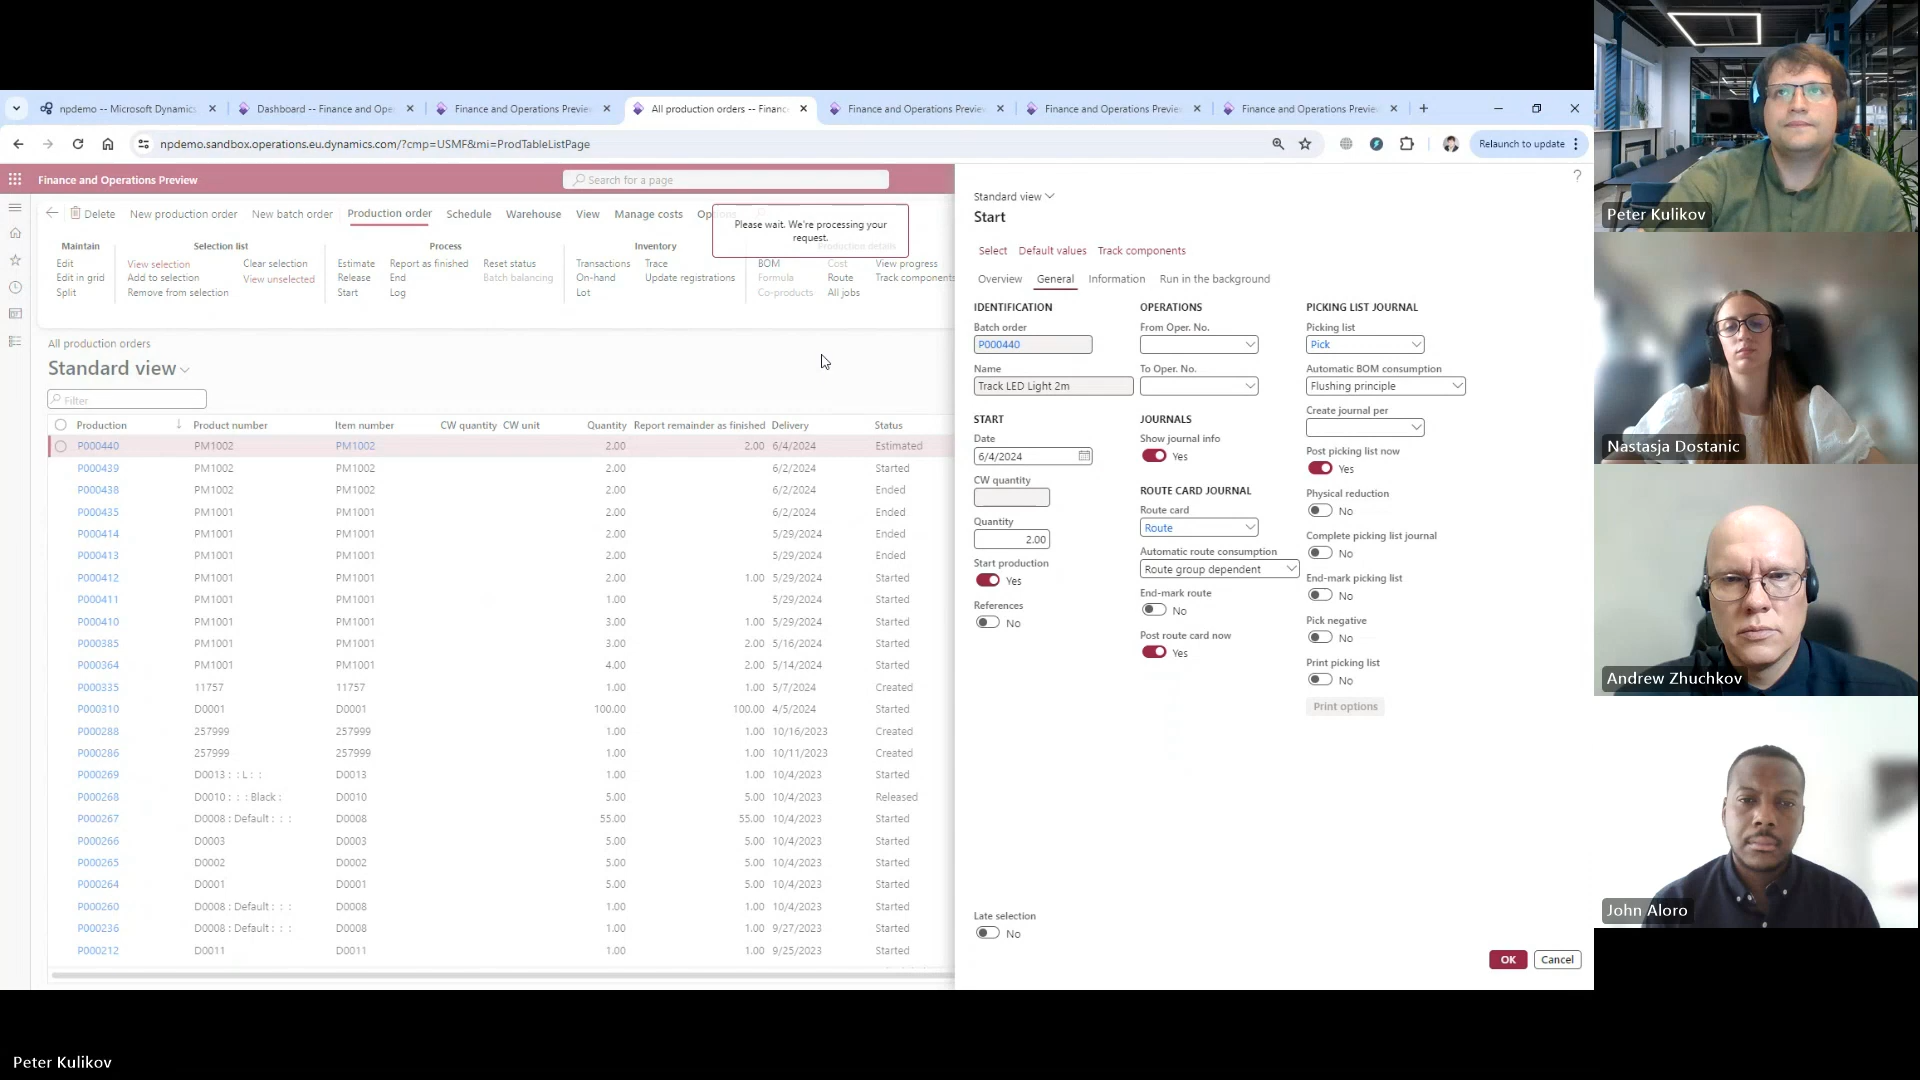 npdemo -- Microsoft Dynamics
Dashboard -- Finance and Ope
Finance and Operations Preview
All production orders -- Financ
Finance and Operations Preview
Finance and Operations Preview
Finance and Operations Preview
npdemo.sandbox.operations.eu.dynamics.com/?cmp=USMF&mi=ProdTableListPage
Relaunch to update
Finance and Operations Preview
Search for a page
Delete
New production order
New batch order
Production order
Schedule
Warehouse
View
Manage costs
Please wait. We're processing your
request.
Maintain
Edit
Edit in grid
Split
Selection list
View selection
Add to selection
Remove from selection
Clear selection
View unselected
Process
Estimate
Release
Start
Report as finished
End
Log
Reset status
Batch balancing
Inventory
Transactions
On-hand
Lot
Trace
Update registrations
Production details
BOM
Formula
Co-products
Cost
Route
All jobs
View progress
Track components
All production orders
Standard view
Filter
Production Product number Item number CW quantity CW unit Quantity Report remainder as finished Delivery Status
P000440 PM1002 PM1002 2.00 2.00 6/4/2024 Estimated
P000439 PM1002 PM1002 2.00 6/2/2024 Started
P000438 PM1002 PM1002 2.00 6/2/2024 Ended
P000435 PM1001 PM1001 2.00 6/2/2024 Ended
P000414 PM1001 PM1001 2.00 5/29/2024 Ended
P000413 PM1001 PM1001 2.00 5/29/2024 Ended
P000412 PM1001 PM1001 2.00 1.00 5/29/2024 Started
P000411 PM1001 PM1001 1.00 5/29/2024 Started
P000410 PM1001 PM1001 3.00 1.00 5/29/2024 Started
P000385 PM1001 PM1001 3.00 2.00 5/16/2024 Started
P000364 PM1001 PM1001 4.00 2.00 5/14/2024 Started
P000335 11757 11757 1.00 1.00 5/7/2024 Created
P000310 D0001 D0001 100.00 100.00 4/5/2024 Started
P000288 257999 257999 1.00 1.00 10/16/2023 Created
P000286 257999 257999 1.00 1.00 10/11/2023 Created
P000269 D0013 : : L : : D0013 1.00 1.00 10/4/2023 Started
P000268 D0010 : : : Black : D0010 5.00 5.00 10/4/2023 Released
P000267 D0008 : Default : : : D0008 55.00 55.00 10/4/2023 Started
P000266 D0003 D0003 5.00 5.00 10/4/2023 Started
P000265 D0002 D0002 5.00 5.00 10/4/2023 Started
P000264 D0001 D0001 5.00 5.00 10/4/2023 Started
P000260 D0008 : Default : : : D0008 1.00 1.00 10/4/2023 Started
P000236 D0008 : Default : : : D0008 1.00 1.00 9/27/2023 Started
P000212 D0011 D0011 1.00 1.00 9/25/2023 Started
?
Standard view
Start
Select Default values Track components
Overview General Information Run in the background
IDENTIFICATION
Batch order
P000440
Name
Track LED Light 2m
START
Date
6/4/2024
CW quantity
Quantity
2.00
Start production
Yes
References
No
OPERATIONS
From Oper. No.
To Oper. No.
JOURNALS
Show journal info
Yes
ROUTE CARD JOURNAL
Route card
Route
Automatic route consumption
Route group dependent
End-mark route
No
Post route card now
Yes
PICKING LIST JOURNAL
Picking list
Pick
Automatic BOM consumption
Flushing principle
Create journal per
Post picking list now
Yes
Physical reduction
No
Complete picking list journal
No
End-mark picking list
No
Pick negative
No
Print picking list
No
Print options
Late selection
No
OK
Cancel
Peter Kulikov
Nastasja Dostanic
Andrew Zhuchkov
John Aloro
Peter Kulikov